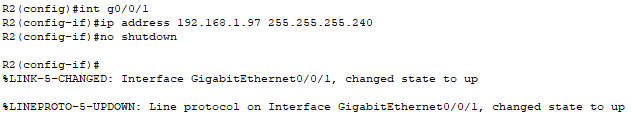 R2(config)#int g0/0/1
R2(config-if)#ip address 192.168.1.97 255.255.255.240
R2(config-if)#no shutdown
R2(config-if)#
%LINK-5-CHANGED: Interface GigabitEthernet0/0/1, changed state to up
%LINEPROTO-5-UPDOWN: Line protocol on Interface GigabitEthernet0/0/1, changed state to up